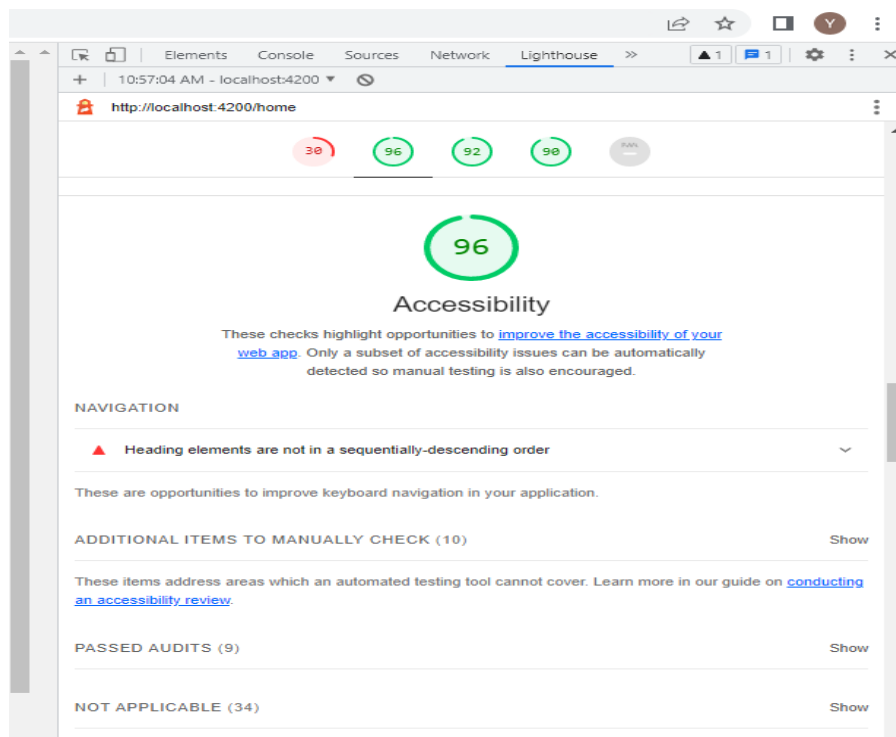 Y
Elements Console Sources Network Lighthouse » 1 1
+ 10:57:04 AM - localhost:4200 ▼
http://localhost:4200/home
30 96 92 90 PWA
96
Accessibility
These checks highlight opportunities to improve the accessibility of your
web app. Only a subset of accessibility issues can be automatically
detected so manual testing is also encouraged.
NAVIGATION
Heading elements are not in a sequentially-descending order
These are opportunities to improve keyboard navigation in your application.
ADDITIONAL ITEMS TO MANUALLY CHECK (10) Show
These items address areas which an automated testing tool cannot cover. Learn more in our guide on conducting
an accessibility review.
PASSED AUDITS (9) Show
NOT APPLICABLE (34) Show